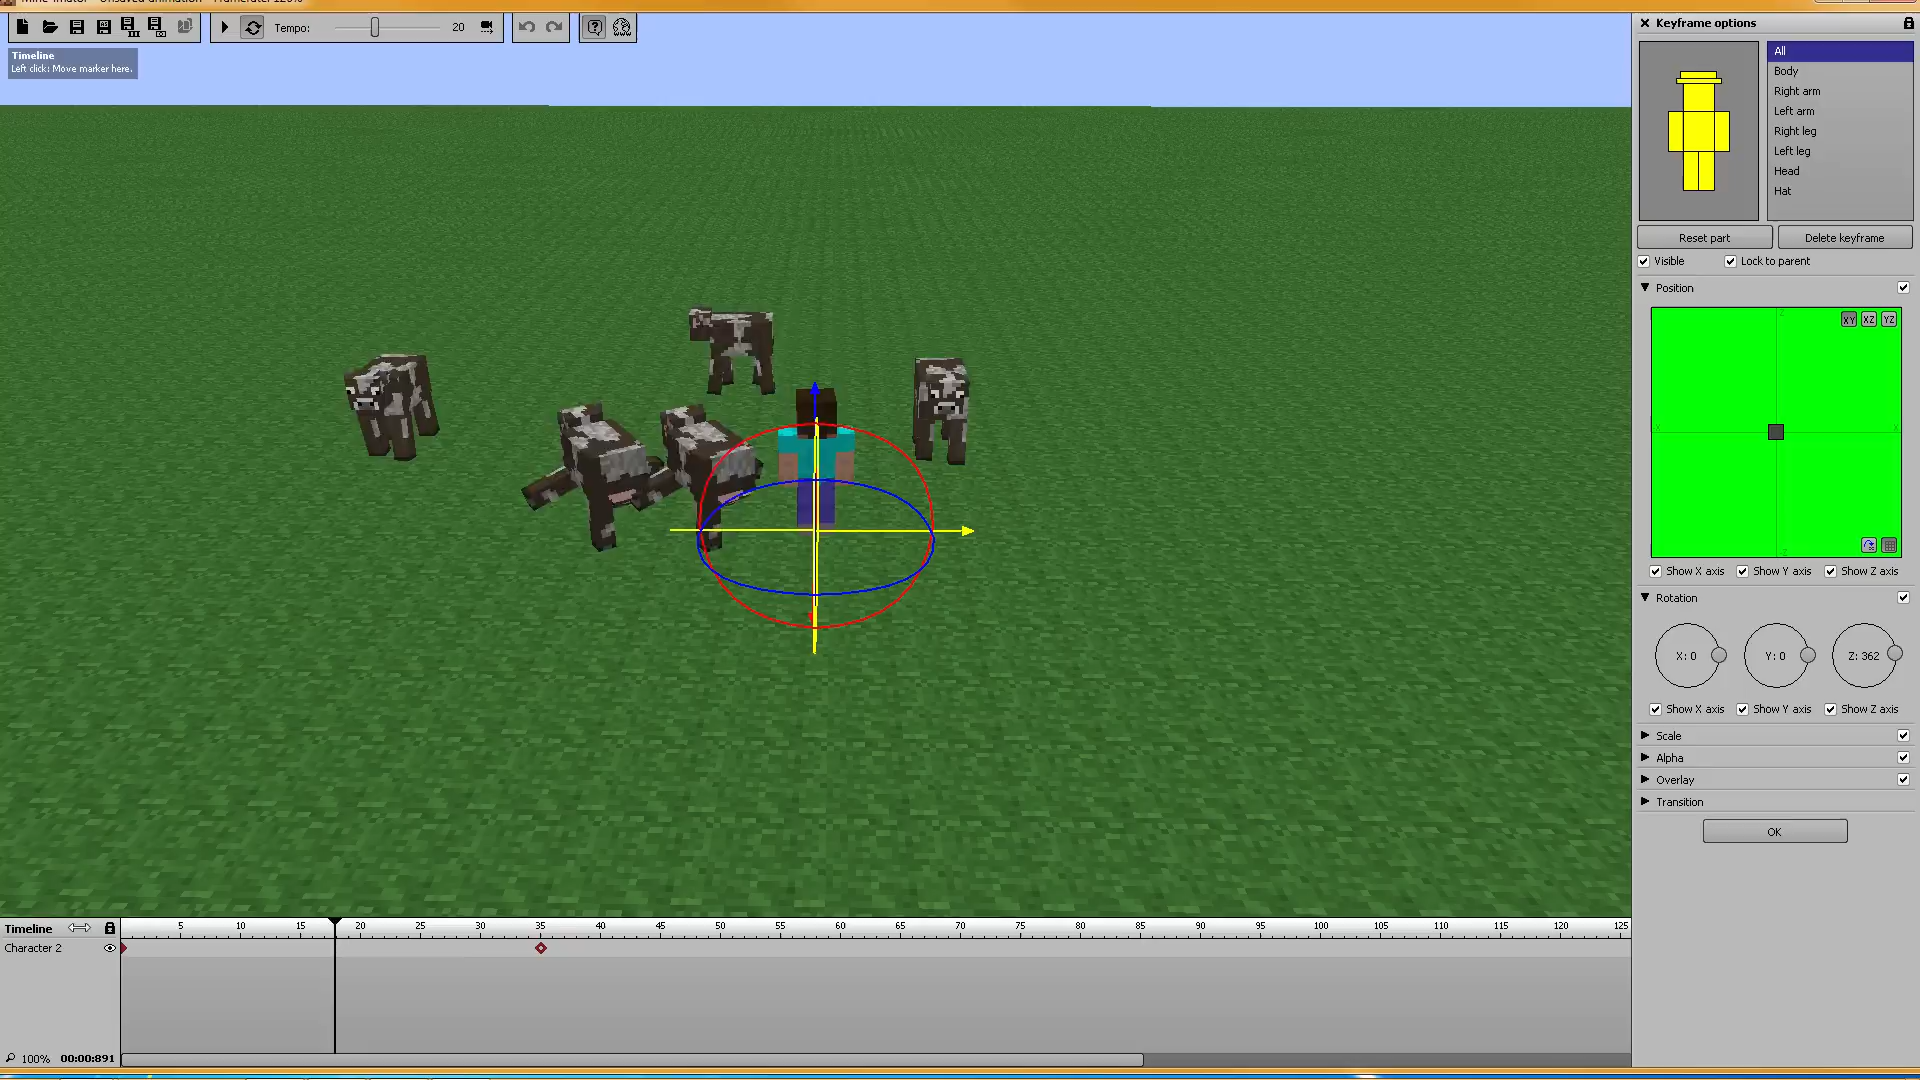 Tempo: 20
Timeline
Left click: Move marker here.
Keyframe options
All
Body
Right arm
Left arm
Right leg
Left leg
Head
Hat
Reset part Delete keyframe
Visible Lock to parent
Position
XY XZ YZ
Show X axis Show Y axis Show Z axis
Rotation
X: 0 Y: 0 Z: 362
Show X axis Show Y axis Show Z axis
Scale
Alpha
Overlay
Transition
OK
Timeline 5 10 15 20 25 30 35 40 45 50 55 60 65 70 75 80 85 90 95 100 105 110 115 120 125
Character 2
100% 00:00:891